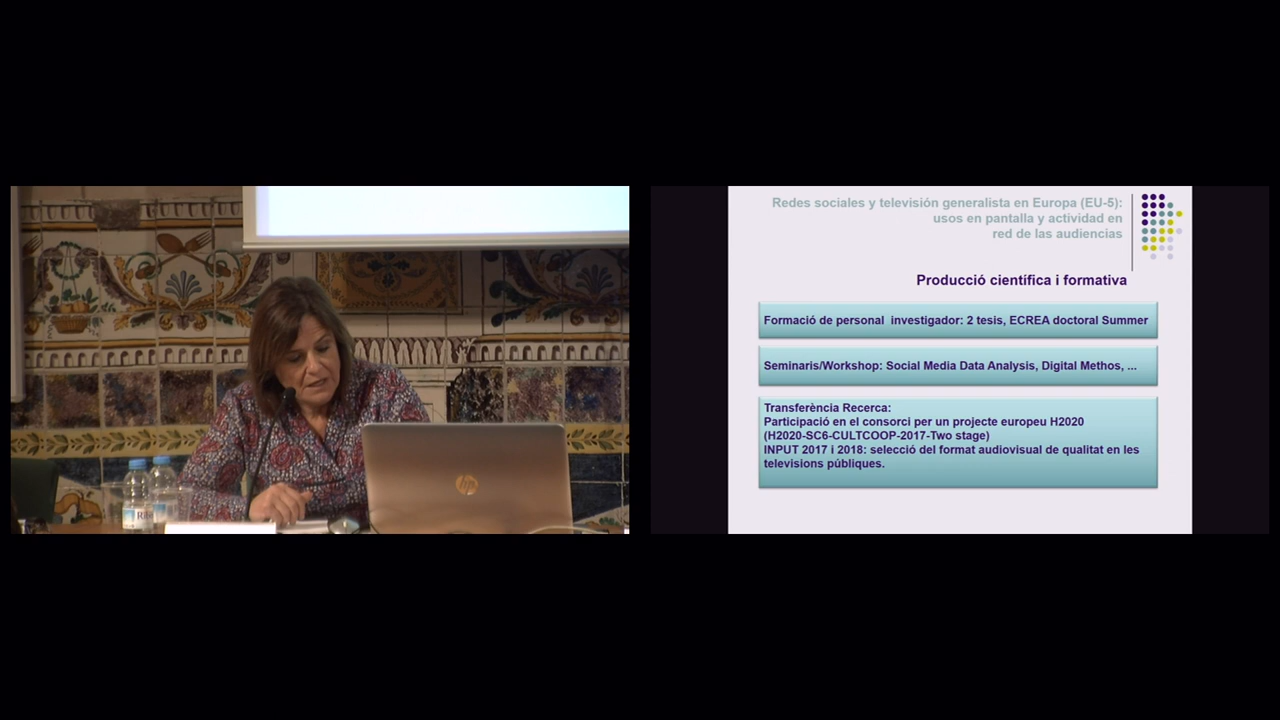 Redes sociales y televisión generalista en Europa (EU-5):
usos en pantalla y actividad en
red de las audiencias
Producció científica i formativa
Formació de personal investigador: 2 tesis, ECREA doctoral Summer
Seminaris/Workshop: Social Media Data Analysis, Digital Methos, ...
Transferència Recerca:
Participació en el consorci per un projecte europeu H2020
(H2020-SC6-CULTCOOP-2017-Two stage)
INPUT 2017 i 2018: selecció del format audiovisual de qualitat en les
televisions públiques.
hp